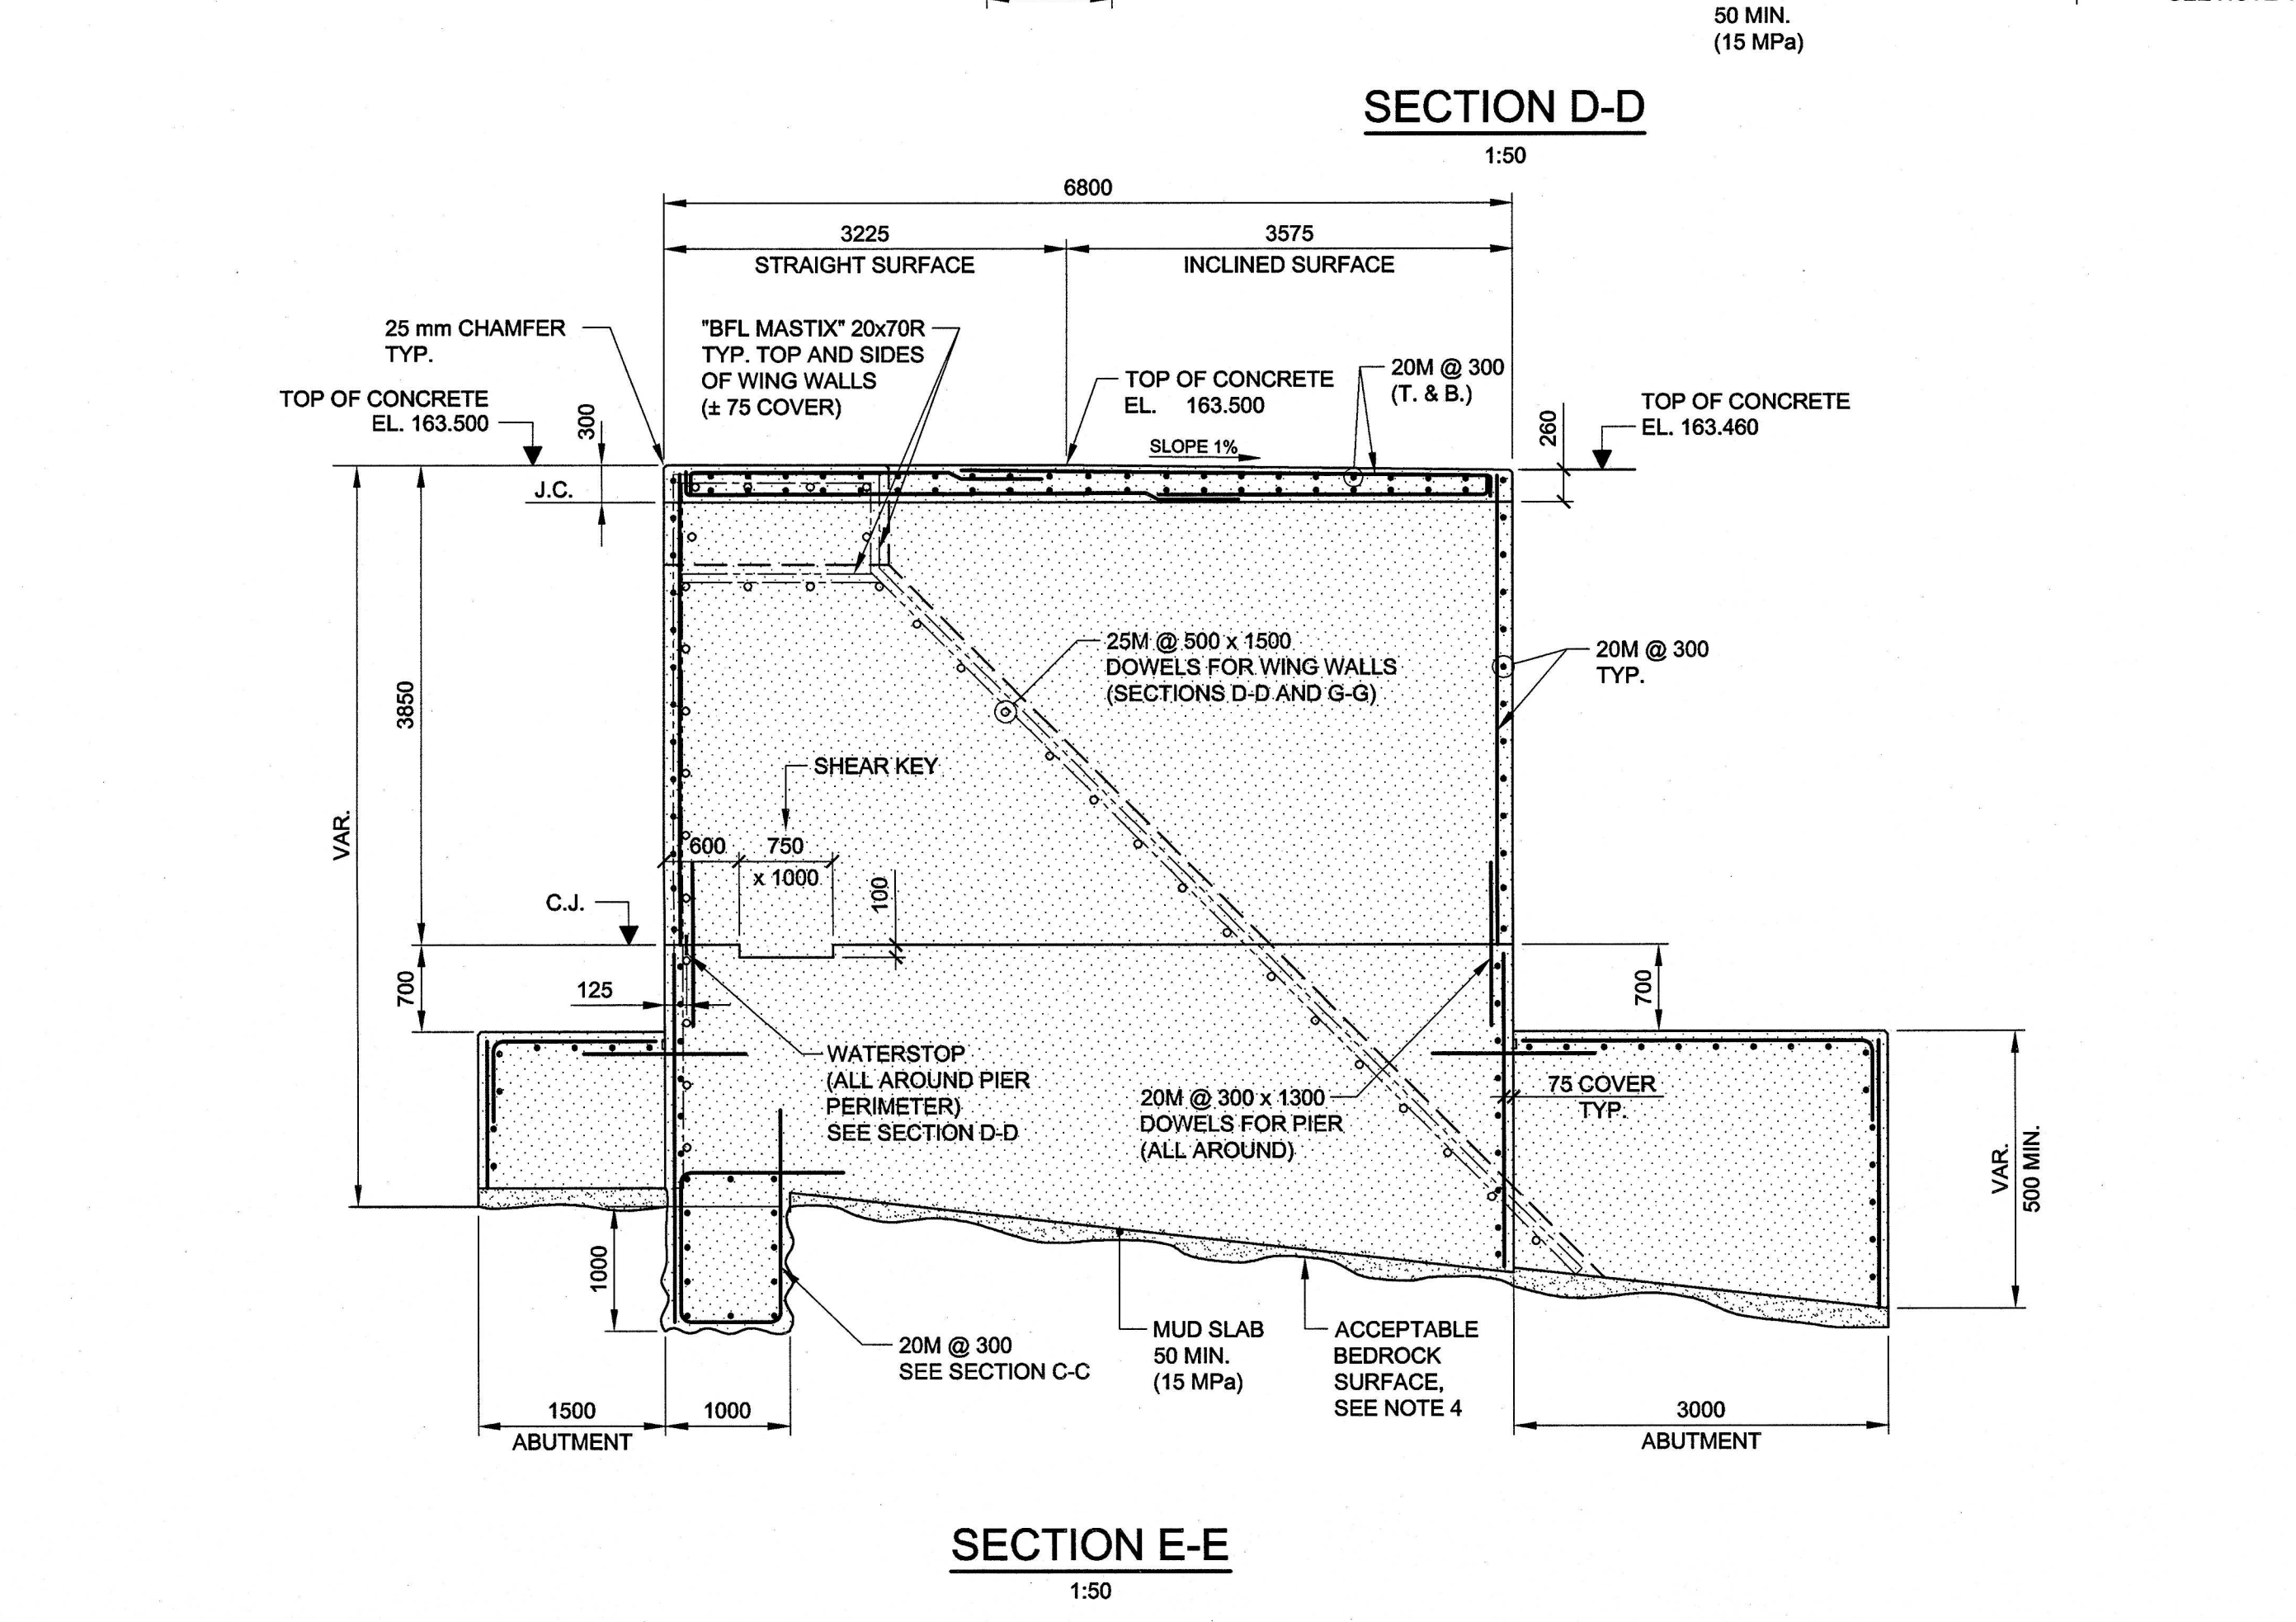 50 MIN.
(15 MPa)
SECTION D-D
1:50
6800
3225
STRAIGHT SURFACE
3575
INCLINED SURFACE
25 mm CHAMFER
TYP.
"BFL MASTIX" 20x70R
TYP. TOP AND SIDES
OF WING WALLS
(± 75 COVER)
TOP OF CONCRETE
EL. 163.500
300
J.C.
TOP OF CONCRETE
EL. 163.500
SLOPE 1%
20M @ 300
(T. & B.)
260
TOP OF CONCRETE
EL. 163.460
25M @ 500 x 1500
DOWELS FOR WING WALLS
(SECTIONS D-D AND G-G)
20M @ 300
TYP.
3850
VAR.
SHEAR KEY
600
750
x 1000
100
C.J.
700
125
700
WATERSTOP
(ALL AROUND PIER
PERIMETER)
SEE SECTION D-D
20M @ 300 x 1300
DOWELS FOR PIER
(ALL AROUND)
75 COVER
TYP.
VAR.
500 MIN.
1000
20M @ 300
SEE SECTION C-C
MUD SLAB
50 MIN.
(15 MPa)
ACCEPTABLE
BEDROCK
SURFACE,
SEE NOTE 4
1500
ABUTMENT
1000
3000
ABUTMENT
SECTION E-E
1:50